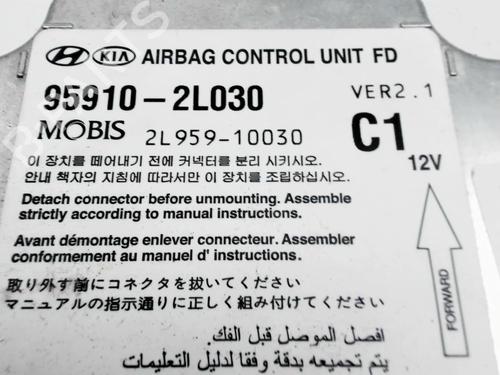 HYUNDAI KIA AIRBAG CONTROL UNIT FD
95910-2L030 VER2.1
MOBIS 2L959-10030 C1
12V
이 장치를 떼어내기 전에 커넥터를 분리 시키시오.
안내 책자의 지침에 따라서만 이 장치를 조립하십시오.
Detach connector before unmounting. Assemble
strictly according to manual instructions.
Avant démontage enlever connecteur. Assembler
conformement au manuel d' instructions.
取り外す前にコネクタを抜いてください
マニュアルの指示通りに正しく組み付けてください
افصل الموصل قبل الفك.
يتم تجميعه بدقة وفقا لدليل التعليمات
FORWARD